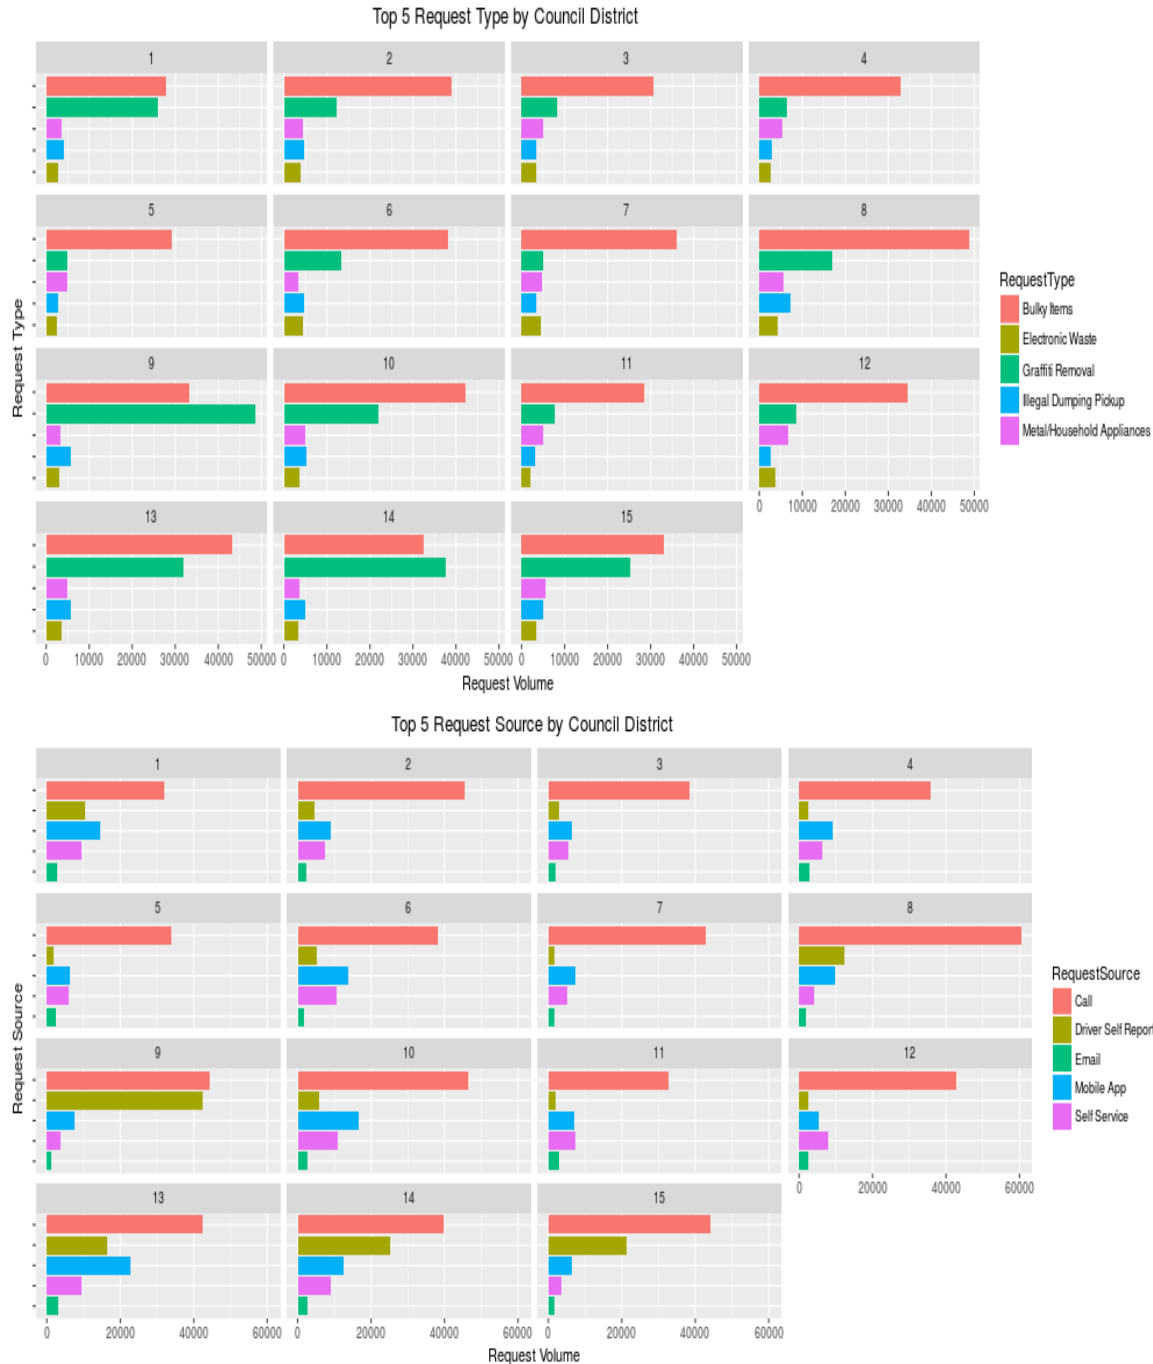 Top 5 Request Type by Council District
1 2 3 4
5 6 7 8
9 10 11 12
0 10000 20000 30000 40000 50000
13 14 15
0 10000 20000 30000 40000 50000 0 10000 20000 30000 40000 50000 0 10000 20000 30000 40000 50000
Request Volume
Request Type
RequestType
Bulky Items
Electronic Waste
Graffiti Removal
Illegal Dumping Pickup
Metal/Household Appliances
Top 5 Request Source by Council District
1 2 3 4
5 6 7 8
9 10 11 12
0 20000 40000 60000
13 14 15
0 20000 40000 60000 0 20000 40000 60000 0 20000 40000 60000
Request Volume
Request Source
RequestSource
Call
Driver Self Report
Email
Mobile App
Self Service